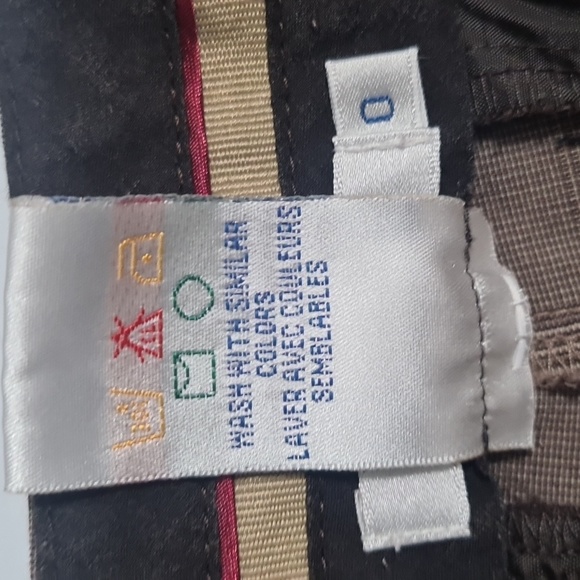 WASH WITH SIMILAR
COLORS
LAVER AVEC COULEURS
SEMBLABLES
0